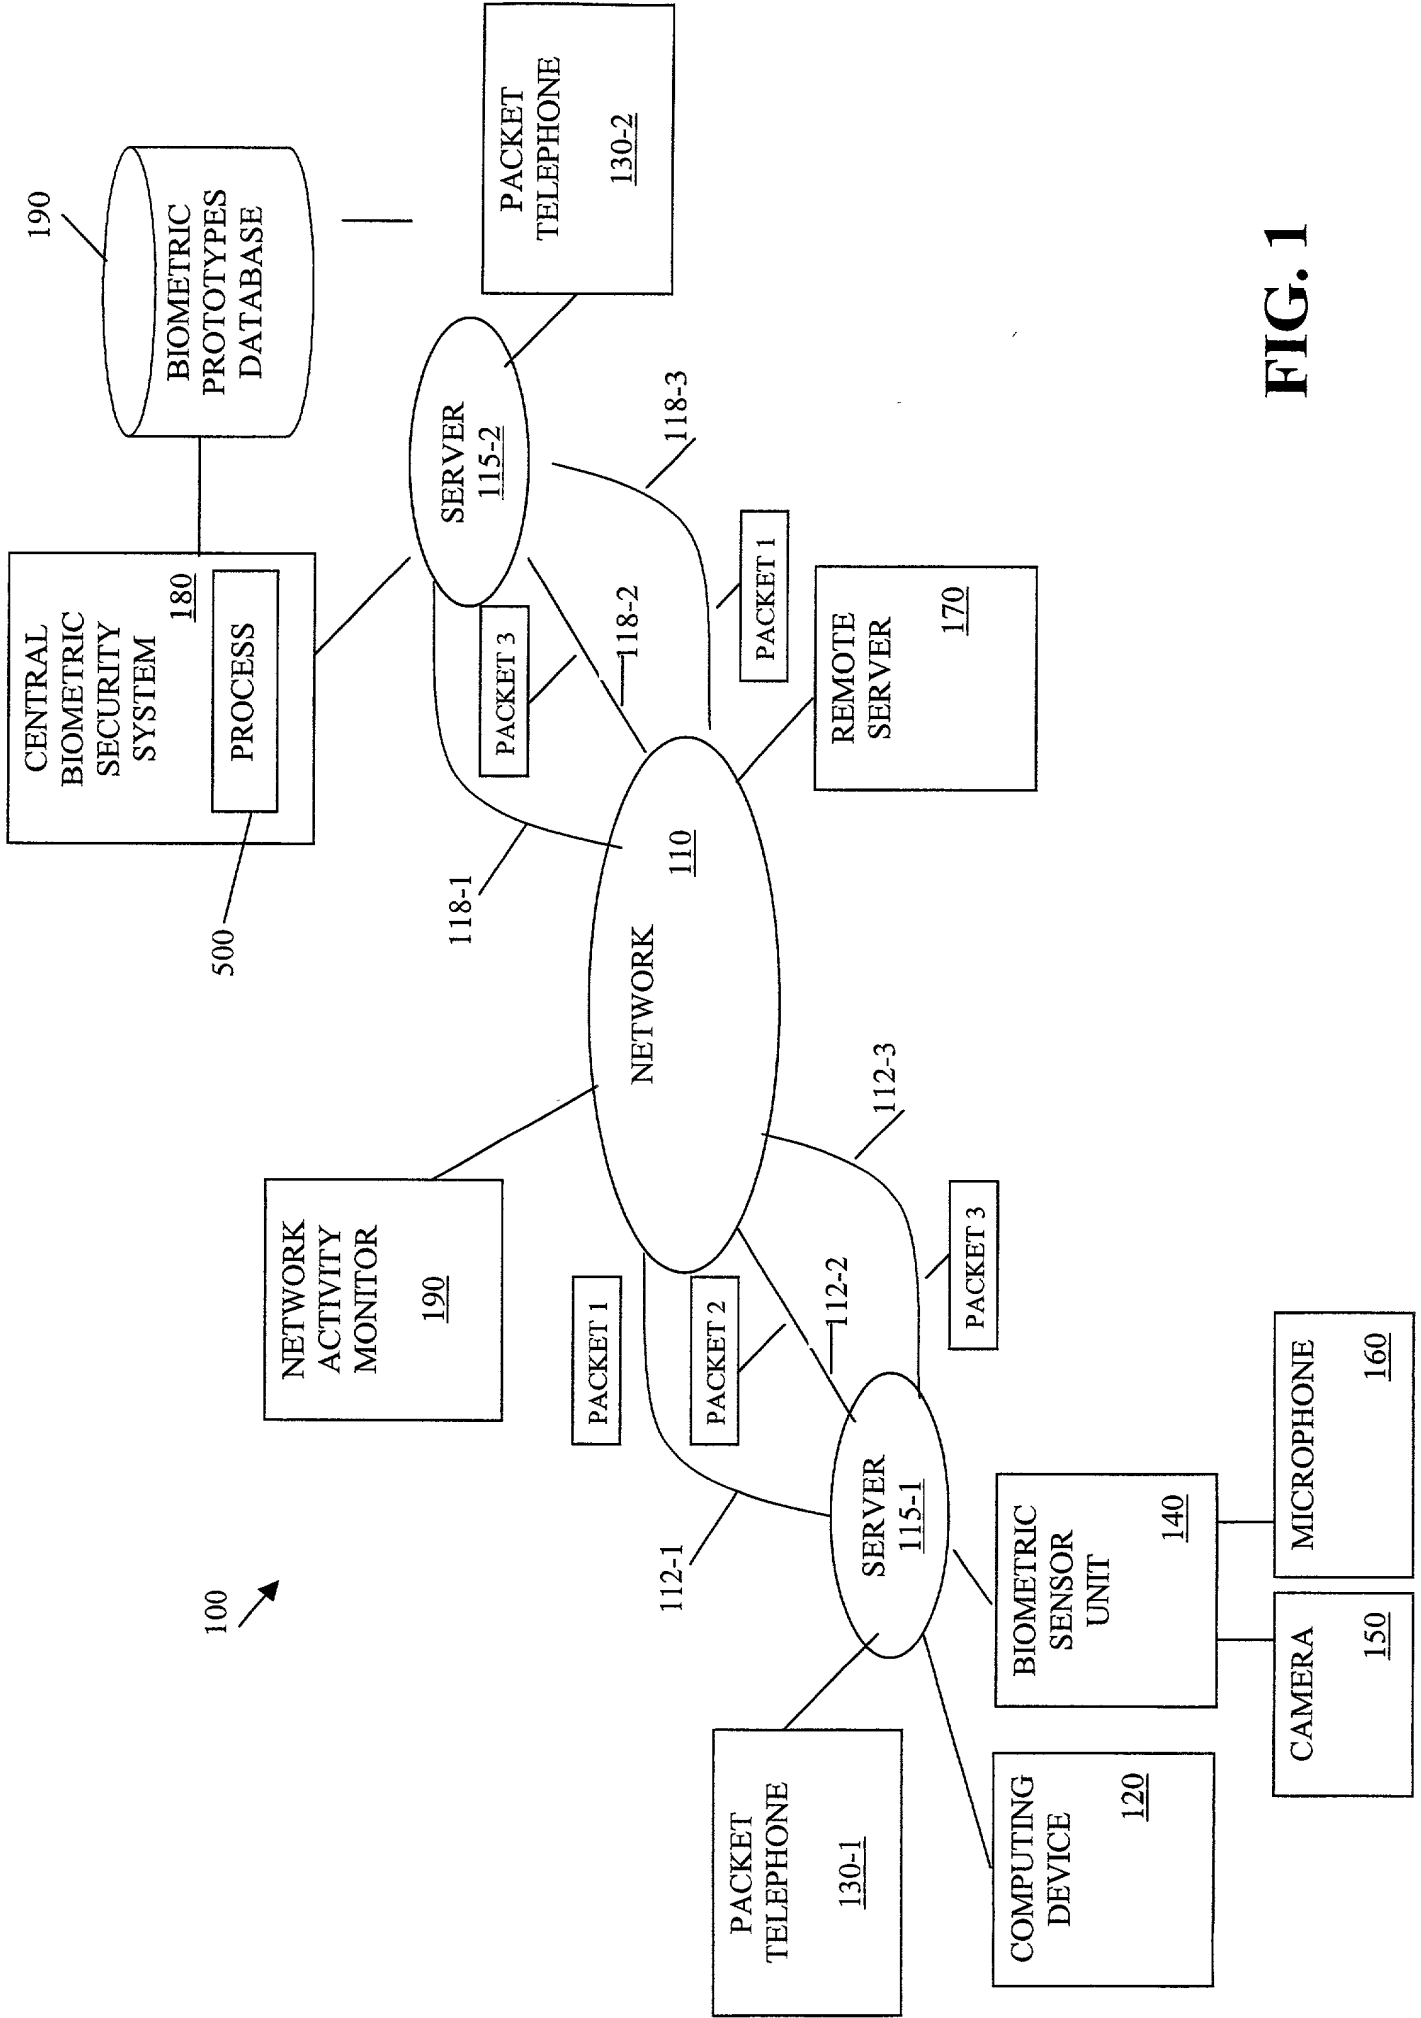 100
CENTRAL
BIOMETRIC
SECURITY
SYSTEM
180
PROCESS
500
190
BIOMETRIC
PROTOTYPES
DATABASE
NETWORK
ACTIVITY
MONITOR
190
118-1
PACKET 3
118-2
SERVER
115-2
118-3
PACKET
TELEPHONE
130-2
PACKET 1
NETWORK
110
REMOTE
SERVER
170
PACKET 1
112-1
PACKET 2
112-2
112-3
PACKET 3
SERVER
115-1
PACKET
TELEPHONE
130-1
COMPUTING
DEVICE
120
BIOMETRIC
SENSOR
UNIT
140
CAMERA
150
MICROPHONE
160
FIG. 1